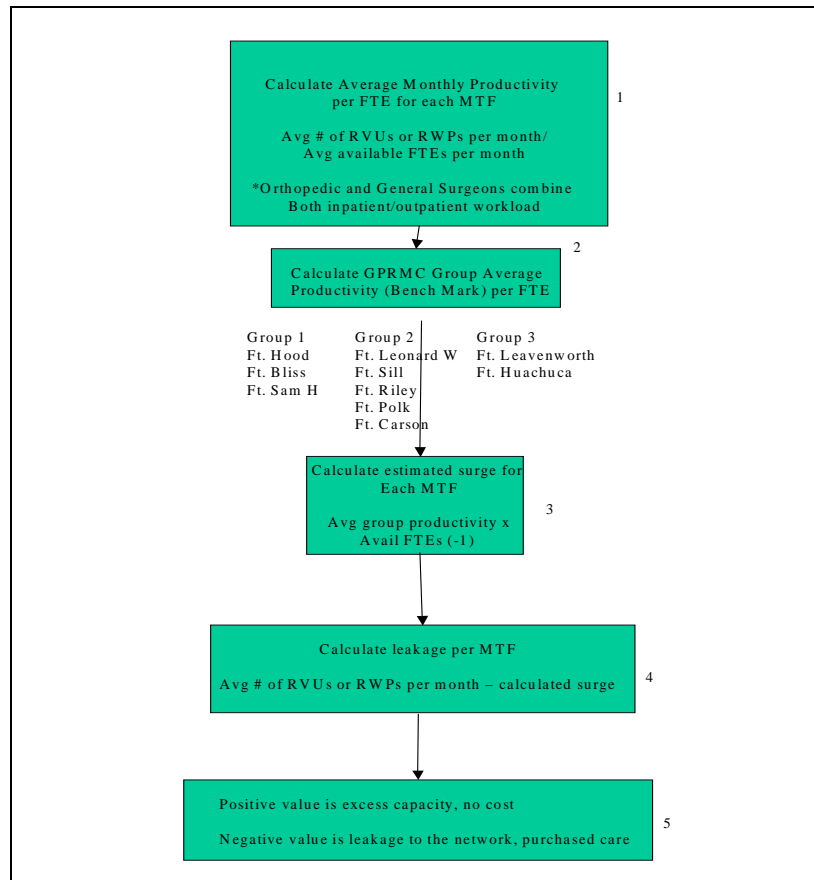 Calculate Average Monthly Productivity
per FTE for each MTF
Avg # of RVUs or RWPs per month/
Avg available FTEs per month
*Orthopedic and General Surgeons combine
Both inpatient/outpatient workload
1
2
Calculate GPRMC Group Average
Productivity (Bench Mark) per FTE
Group 1
Ft. Hood
Ft. Bliss
Ft. Sam H
Group 2
Ft. Leonard W
Ft. Sill
Ft. Riley
Ft. Polk
Ft. Carson
Group 3
Ft. Leavenworth
Ft. Huachuca
Calculate estimated surge for
Each MTF
Avg group productivity x
Avail FTEs (-1)
3
Calculate leakage per MTF
Avg # of RVUs or RWPs per month – calculated surge
4
Positive value is excess capacity, no cost
Negative value is leakage to the network, purchased care
5